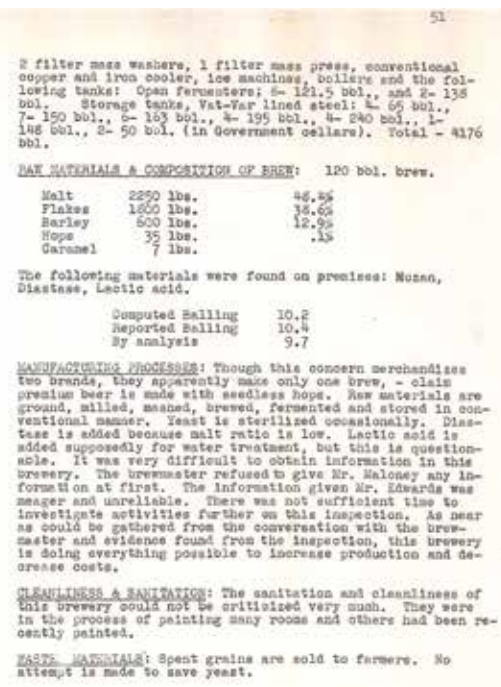 51
2 filter mass washers, 1 filter mass press, conventional
copper and iron cooler, ice machines, boilers and the fol-
lowing tanks: Open fermenters; 6- 121.5 bbl., and 2- 138
bbl. Storage tanks, Vat-Var lined steel: 4- 65 bbl.,
7- 150 bbl., 6- 163 bbl., 4- 195 bbl., 4- 240 bbl., 1-
148 bbl., 2- 50 bbl. (in Government cellars). Total - 4176
bbl.
RAW MATERIALS & COMPOSITION OF BREW: 120 bbl. brew.
Malt 2250 lbs.
Flakes 1800 lbs. 38.6%
Barley 600 lbs. 12.9%
Hops 35 lbs. .1%
Caramel 7 lbs.
The following materials were found on premises: Mozan,
Diastase, Lactic acid.
Computed Balling 10.2
Reported Balling 10.4
By analysis 9.7
MANUFACTURING PROCESSES: Though this concern merchandises
two brands, they apparently make only one brew, - claim
premium beer is made with seedless hops. Raw materials are
ground, milled, mashed, brewed, fermented and stored in con-
ventional manner. Yeast is sterilized occasionally. Dias-
tase is added because malt ratio is low. Lactic acid is
added supposedly for water treatment, but this is question-
able. It was very difficult to obtain information in this
brewery. The brewmaster refused to give Mr. Maloney any in-
formation at first. The information given Mr. Edwards was
meager and unreliable. There was not sufficient time to
investigate activities further on this inspection. As near
as could be gathered from the conversation with the brew-
master and evidence found from the inspection, this brewery
is doing everything possible to increase production and de-
crease costs.
CLEANLINESS & SANITATION: The sanitation and cleanliness of
this brewery could not be criticized very much. They were
in the process of painting many rooms and others had been re-
cently painted.
WASTE MATERIALS: Spent grains are sold to farmers. No
attempt is made to save yeast.